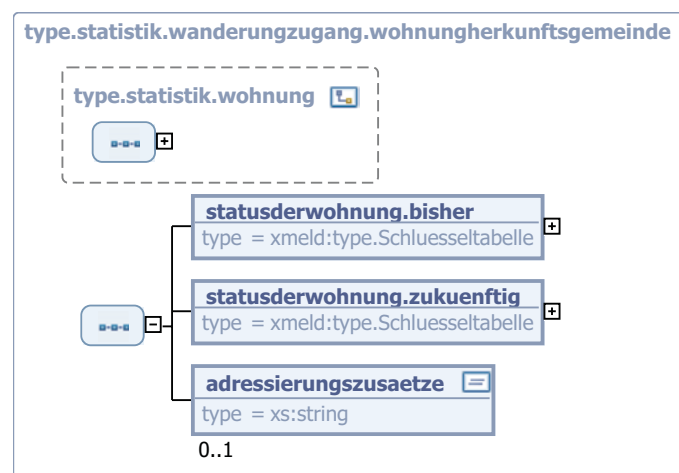 type.statistik.wanderungzugang.wohnungherkunftsgemeinde
type.statistik.wohnung
statusderwohnung.bisher
type = xmeld:type.Schluesseltabelle
statusderwohnung.zukuenftig
type = xmeld:type.Schluesseltabelle
adressierungszusaetze
type = xs:string
0..1